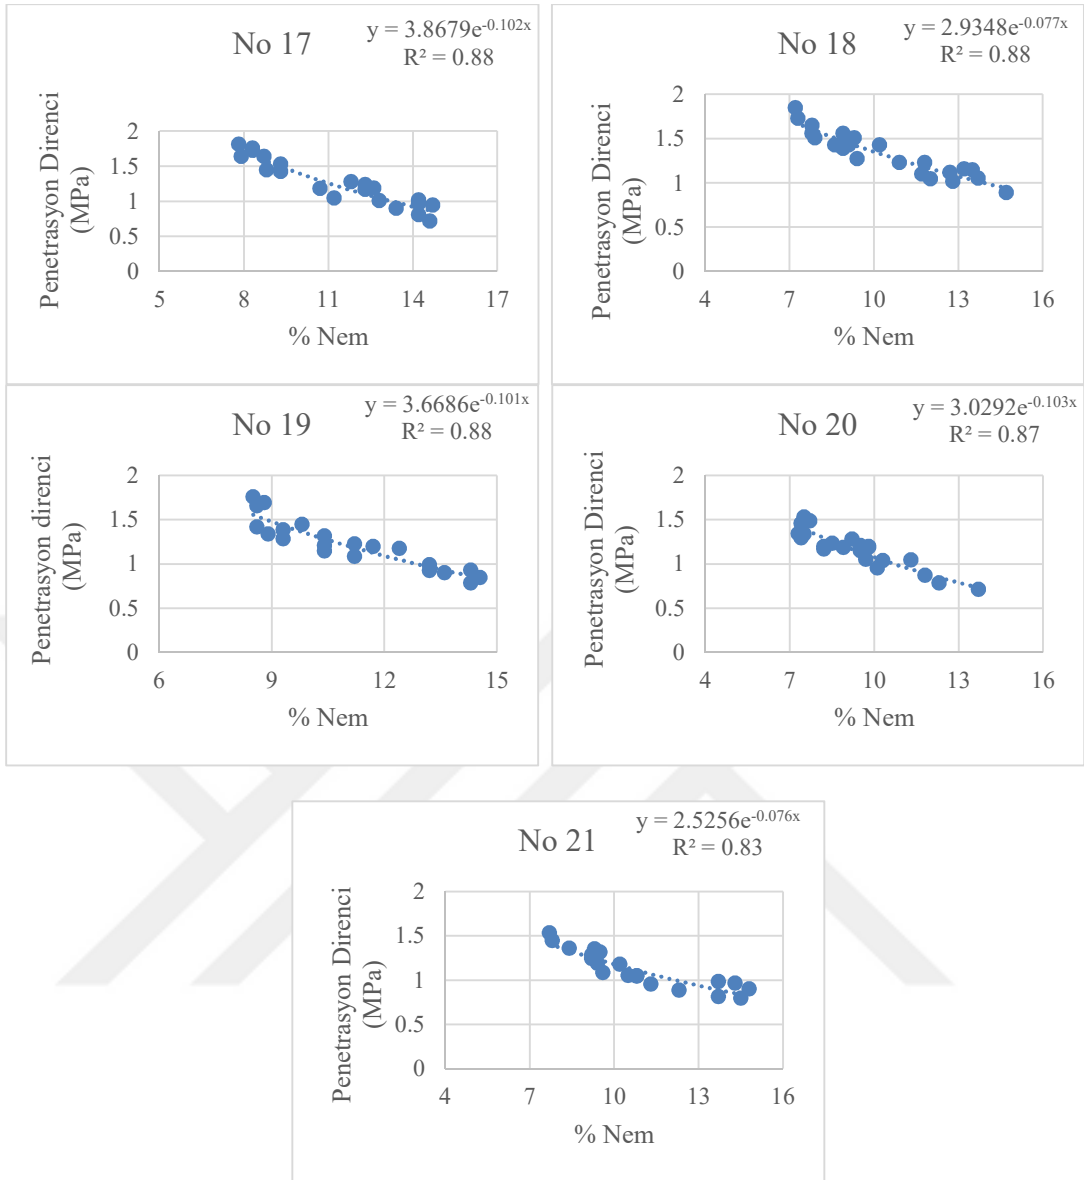 No 17
y = 3.8679e^-0.102x
R² = 0.88
Penetrasyon Direnci
(MPa)
2
1.5
1
0.5
0
5 8 11 14 17
% Nem
No 18
y = 2.9348e^-0.077x
R² = 0.88
Penetrasyon Direnci
(MPa)
2
1.5
1
0.5
0
4 7 10 13 16
% Nem
No 19
y = 3.6686e^-0.101x
R² = 0.88
Penetrasyon direnci
(MPa)
2
1.5
1
0.5
0
6 9 12 15
% Nem
No 20
y = 3.0292e^-0.103x
R² = 0.87
Penetrasyon Direnci
(MPa)
2
1.5
1
0.5
0
4 7 10 13 16
% Nem
No 21
y = 2.5256e^-0.076x
R² = 0.83
Penetrasyon Direnci
(MPa)
2
1.5
1
0.5
0
4 7 10 13 16
% Nem